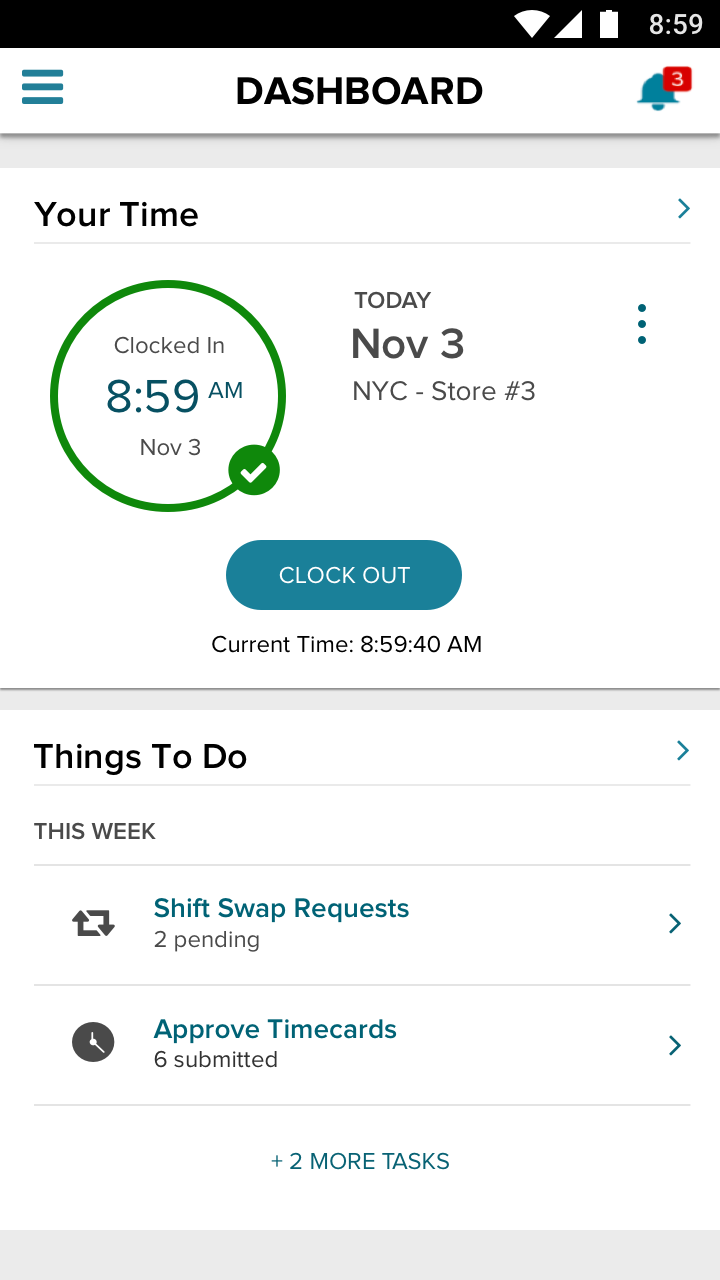 8:59
DASHBOARD
3
Your Time
Clocked In
8:59 AM
Nov 3
TODAY
Nov 3
NYC - Store #3
CLOCK OUT
Current Time: 8:59:40 AM
Things To Do
THIS WEEK
Shift Swap Requests
2 pending
Approve Timecards
6 submitted
+ 2 MORE TASKS